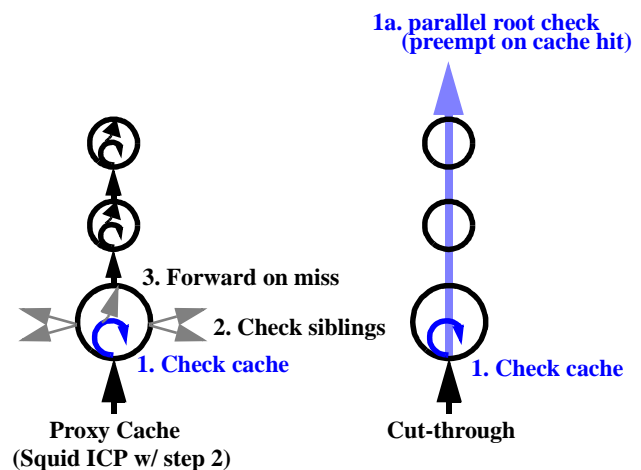 1a. parallel root check
(preempt on cache hit)
3. Forward on miss
2. Check siblings
1. Check cache
1. Check cache
Proxy Cache
(Squid ICP w/ step 2)
Cut-through